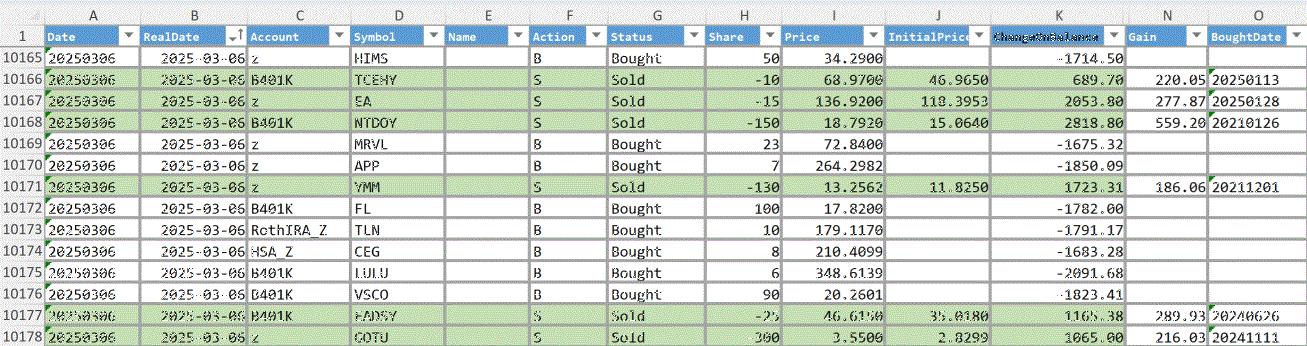 A B C D E F G H I J K N O
1 Date RealDate Account Symbol Name Action Status Share Price InitialPrice ChangeOnBalance Gain BoughtDate
10165 20250306 2025-03-06 z HIMS B Bought 50 34.2900 -1714.50
10166 20250306 2025-03-06 B401K TCEHY S Sold -10 68.9700 46.9650 689.70 220.05 20250113
10167 20250306 2025-03-06 z EA S Sold -15 136.9200 118.3953 2053.80 277.87 20250128
10168 20250306 2025-03-06 B401K NTDOY S Sold -150 18.7920 15.0640 2818.80 559.20 20210126
10169 20250306 2025-03-06 z MRVL B Bought 23 72.8400 -1675.32
10170 20250306 2025-03-06 z APP B Bought 7 264.2982 -1850.09
10171 20250306 2025-03-06 z YMM S Sold -130 13.2562 11.8250 1723.31 186.06 20211201
10172 20250306 2025-03-06 B401K FL B Bought 100 17.8200 -1782.00
10173 20250306 2025-03-06 RothIRA_Z TLN B Bought 10 179.1170 -1791.17
10174 20250306 2025-03-06 HSA_Z CEG B Bought 8 210.4099 -1683.28
10175 20250306 2025-03-06 B401K LULU B Bought 6 348.6139 -2091.68
10176 20250306 2025-03-06 B401K VSCO B Bought 90 20.2601 -1823.41
10177 20250306 2025-03-06 B401K EADSY S Sold -25 46.6150 35.0180 1165.38 289.93 20240626
10178 20250306 2025-03-06 z GOTU S Sold -300 3.5500 2.8299 1065.00 216.03 20241111